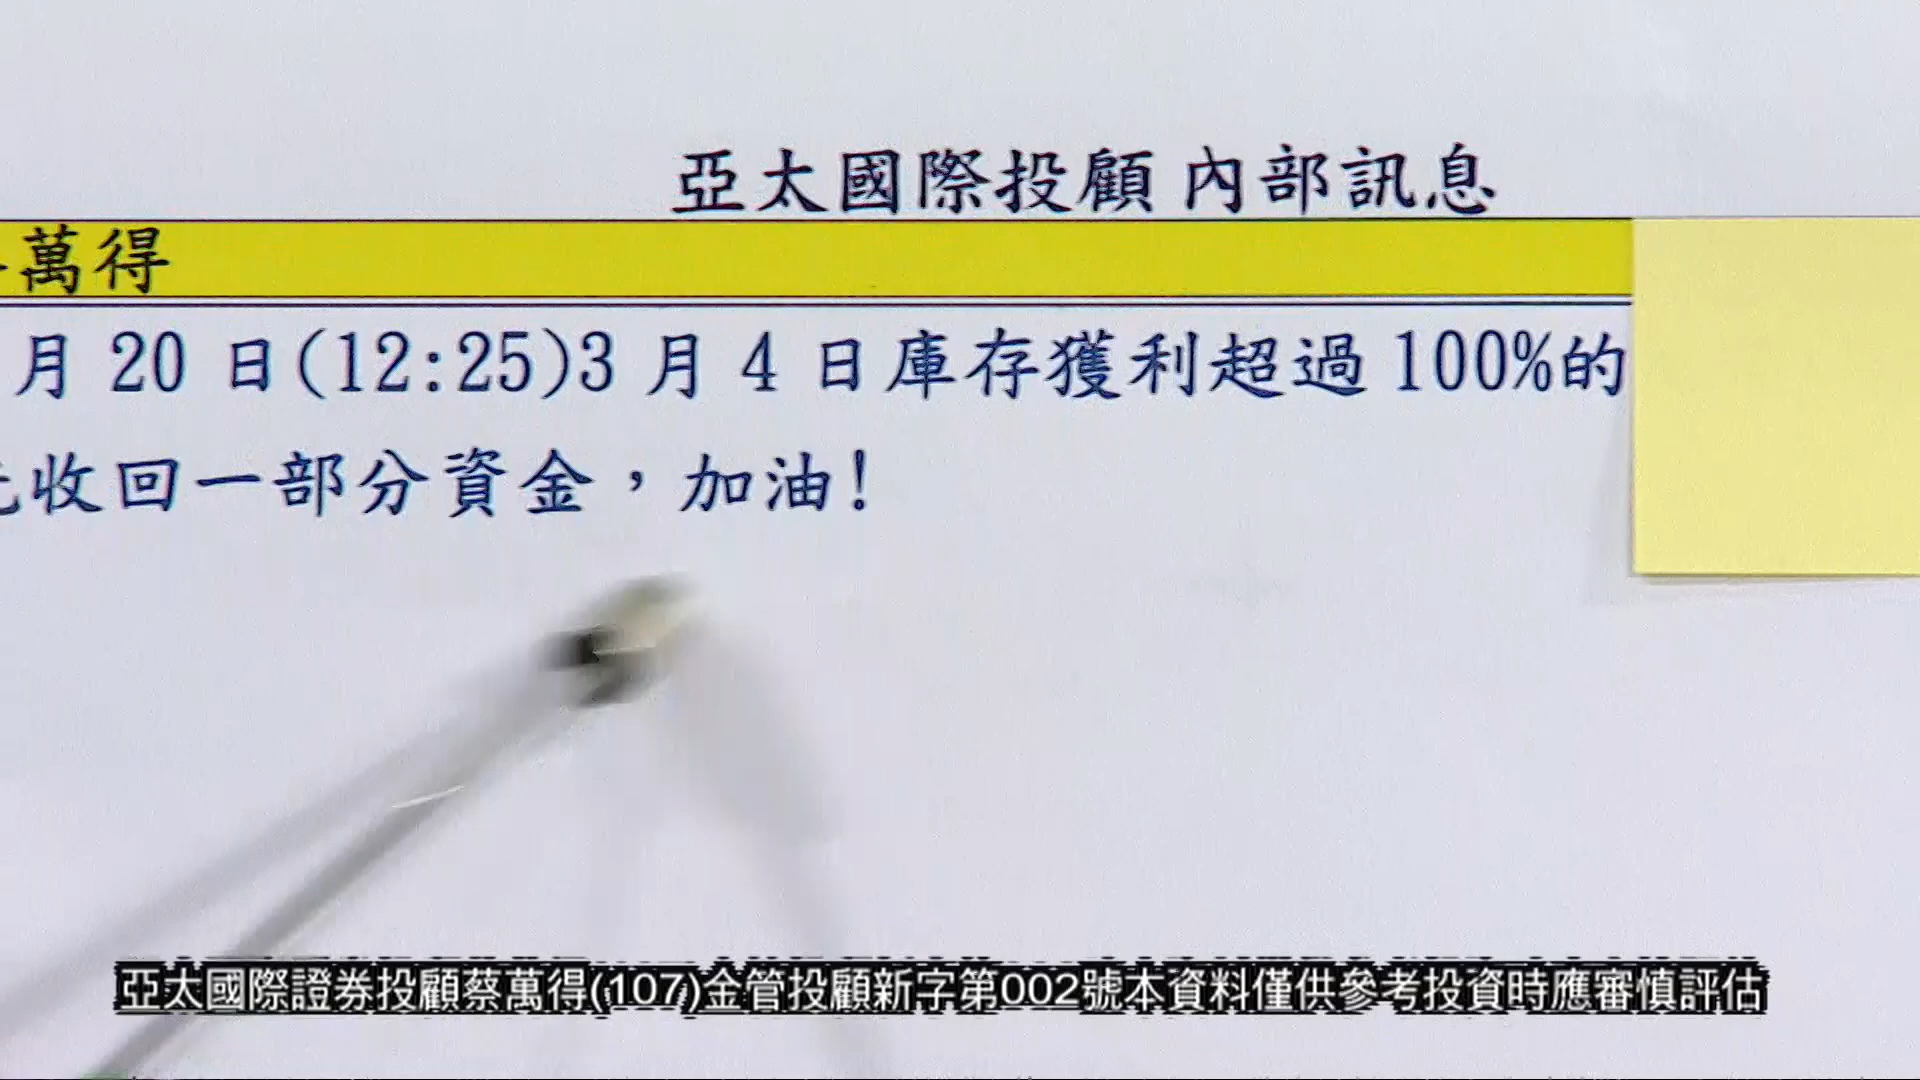 亞太國際投顧 內部訊息
萬得
月 20 日(12:25)3 月 4 日庫存獲利超過 100%的
收回一部分資金，加油!
亞太國際證券投顧蔡萬得(107)金管投顧新字第002號本資料僅供參考投資時應審慎評估